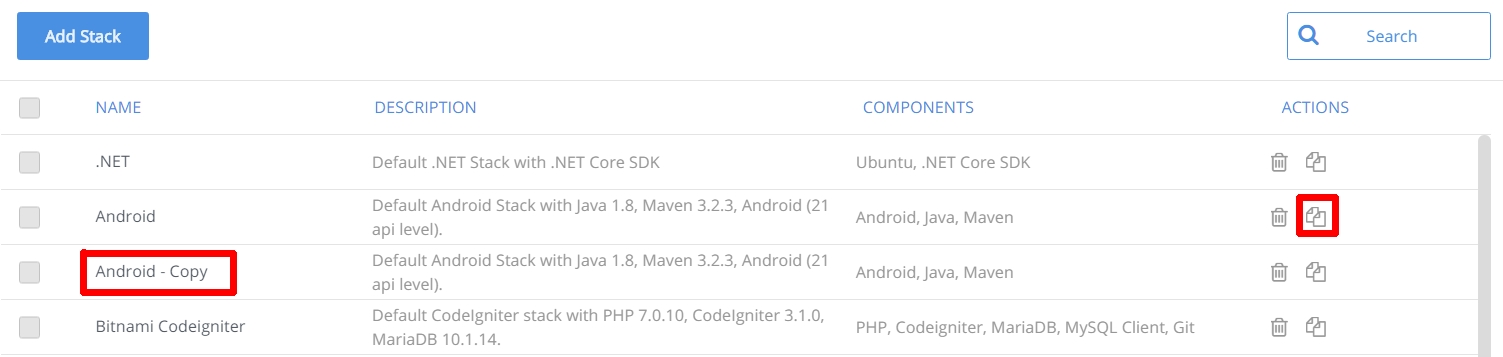 Add Stack
Search
NAME DESCRIPTION COMPONENTS ACTIONS
.NET Default .NET Stack with .NET Core SDK Ubuntu, .NET Core SDK
Android Default Android Stack with Java 1.8, Maven 3.2.3, Android (21 api level). Android, Java, Maven
Android - Copy Default Android Stack with Java 1.8, Maven 3.2.3, Android (21 api level). Android, Java, Maven
Bitnami Codeigniter Default CodeIgniter stack with PHP 7.0.10, CodeIgniter 3.1.0, MariaDB 10.1.14. PHP, Codeigniter, MariaDB, MySQL Client, Git